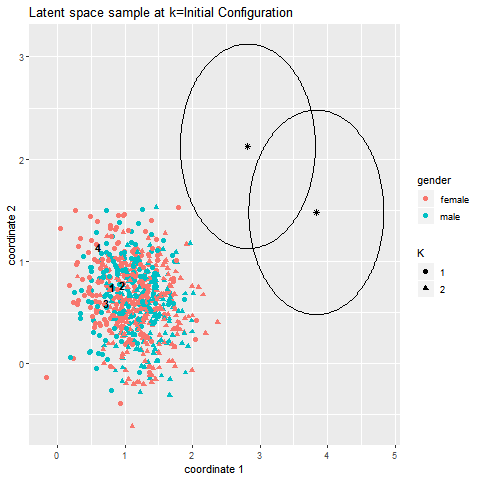 Latent space sample at k=Initial Configuration
3
2
1
0
coordinate 2
4
1
2
3
0
1
2
3
4
5
coordinate 1
gender
female
male
K
1
2